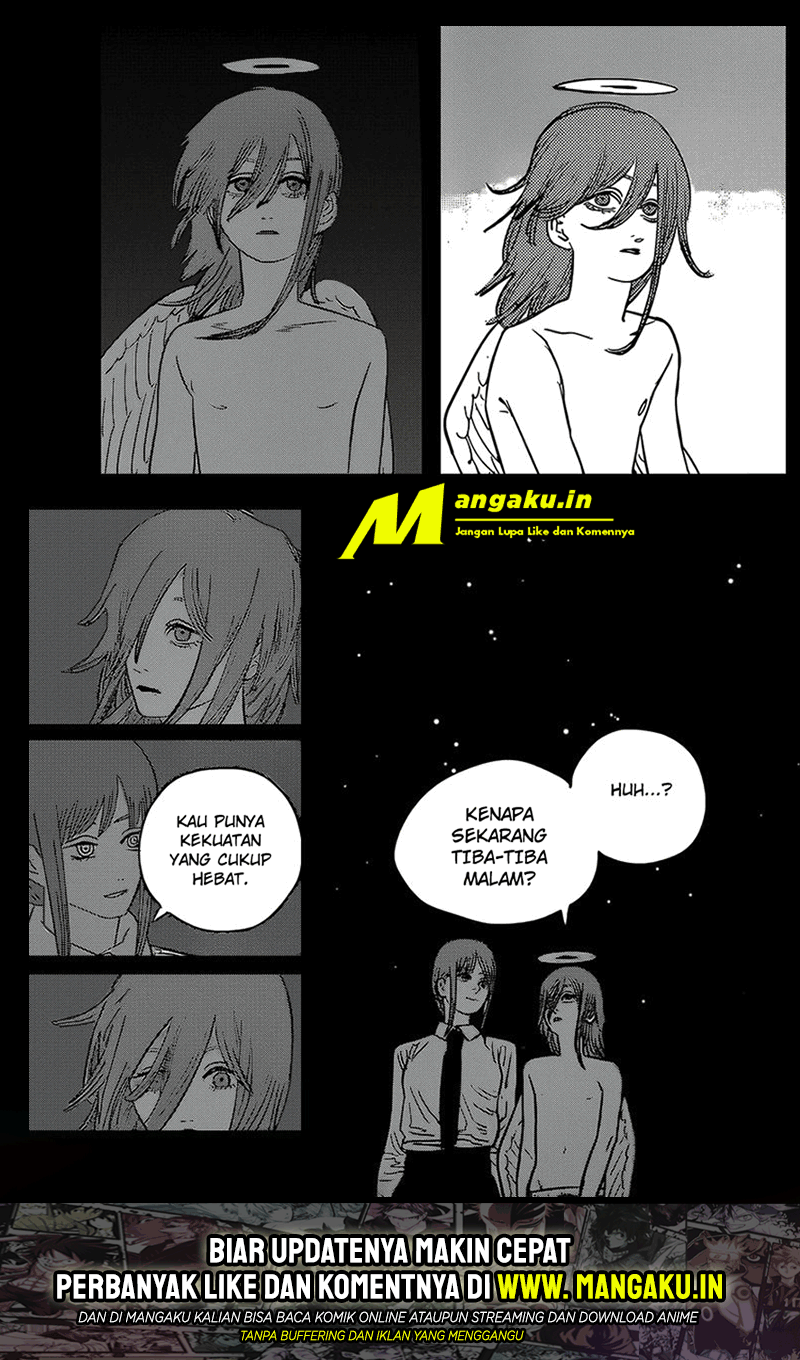 Mangaku.in
Jangan Lupa Like dan Komennya
HUH...?
KENAPA
SEKARANG
TIBA-TIBA
MALAM?
KAU PUNYA
KEKUATAN
YANG CUKUP
HEBAT.
BIAR UPDATENYA MAKIN CEPAT
PERBANYAK LIKE DAN KOMENTNYA DI WWW. MANGAKU.IN
DAN DI MANGAKU KALIAN BISA BACA KOMIK ONLINE ATAUPUN STREAMING DAN DOWNLOAD ANIME
TANPA BUFFERING DAN IKLAN YANG MENGGANGU